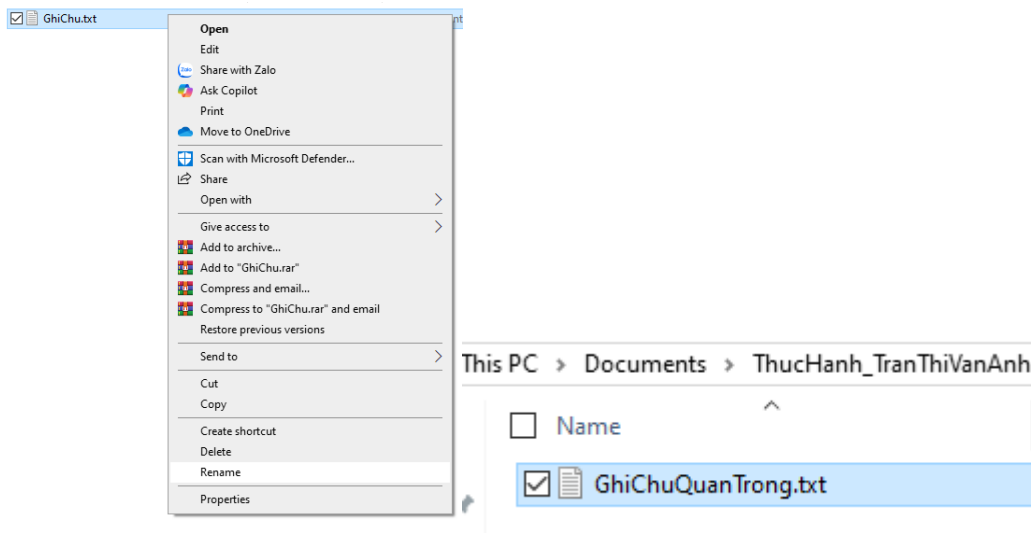 GhiChu.txt
Open
Edit
Share with Zalo
Ask Copilot
Print
Move to OneDrive
Scan with Microsoft Defender...
Share
Open with
Give access to
Add to archive...
Add to "GhiChu.rar"
Compress and email...
Compress to "GhiChu.rar" and email
Restore previous versions
Send to
Cut
Copy
Create shortcut
Delete
Rename
Properties
This PC > Documents > ThucHanh_TranThiVanAnh
Name
GhiChuQuanTrong.txt